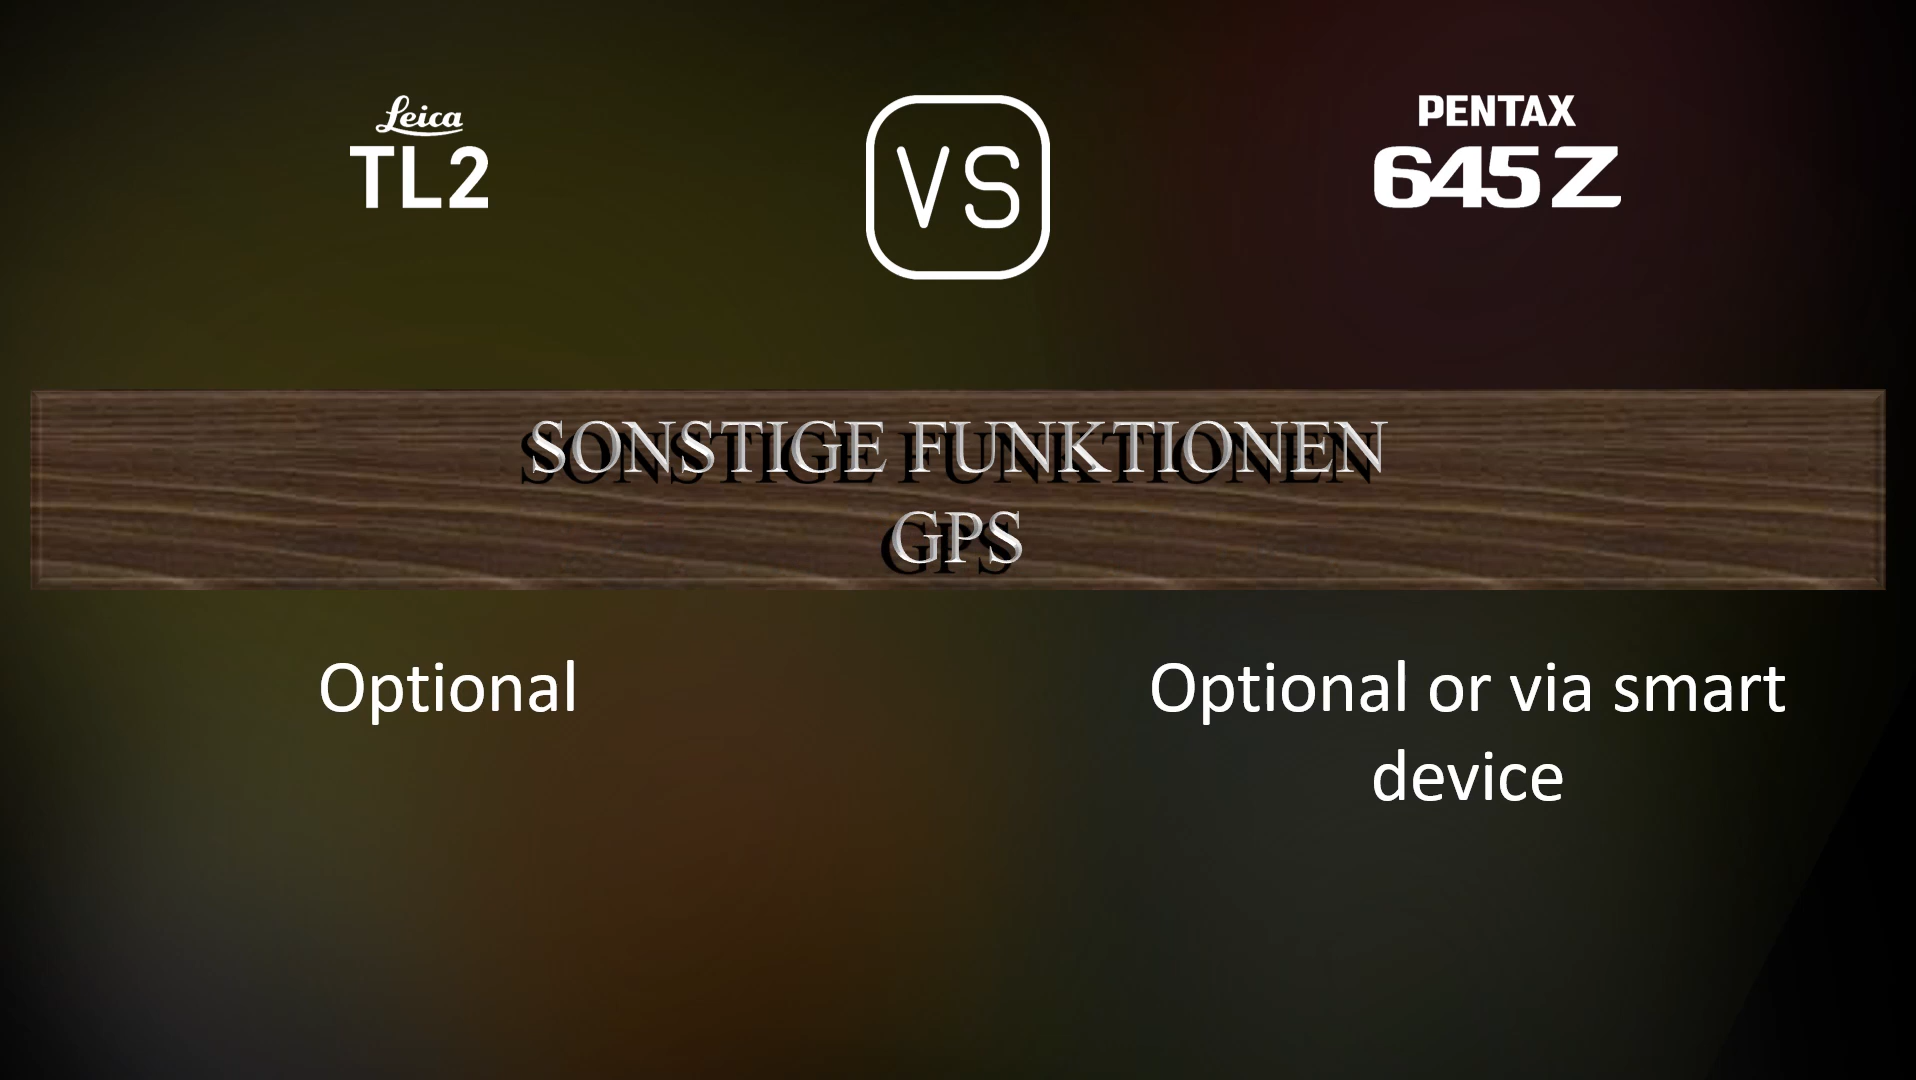 Leica
TL2
VS
PENTAX
645Z
SONSTIGE FUNKTIONEN
GPS
Optional
Optional or via smart
device